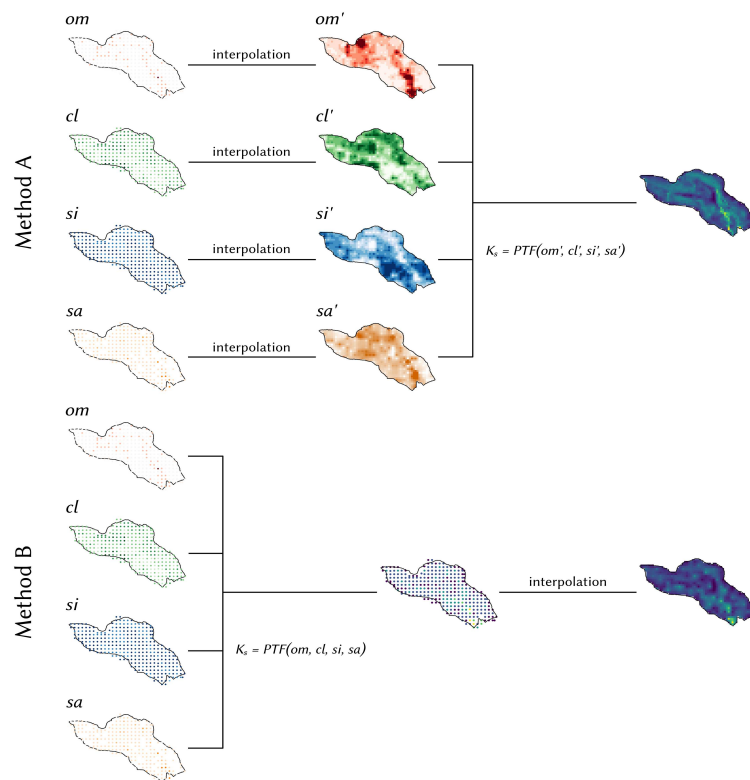 Method A
om
interpolation
om'
cl
interpolation
cl'
si
interpolation
si'
Kₛ = PTF(om', cl', si', sa')
sa
interpolation
sa'
Method B
om
cl
interpolation
si
Kₛ = PTF(om, cl, si, sa)
sa